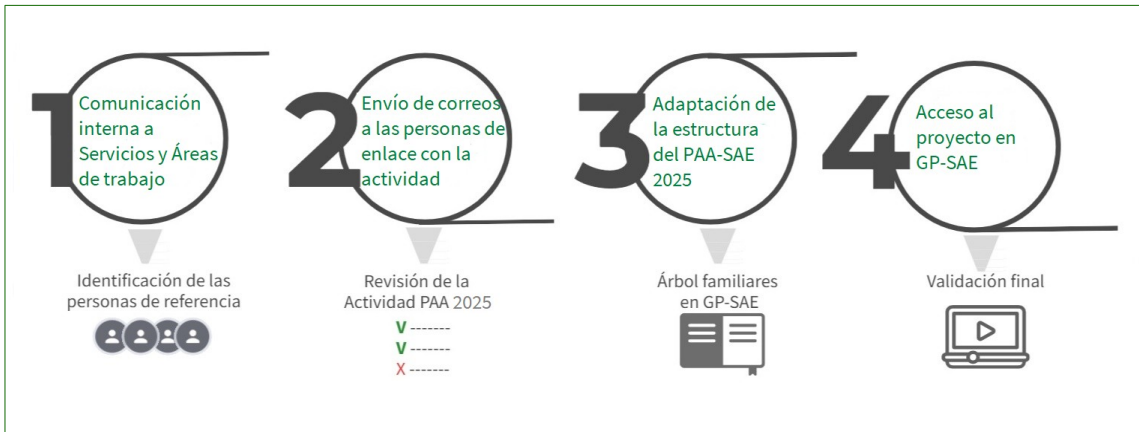 1
Comunicación
interna a
Servicios y Áreas
de trabajo
Identificación de las
personas de referencia
2
Envío de correos
a las personas de
enlace con la
actividad
Revisión de la
Actividad PAA 2025
V -------
V -------
X -------
3
Adaptación de
la estructura
del PAA-SAE
2025
Árbol familiares
en GP-SAE
4
Acceso al
proyecto en
GP-SAE
Validación final